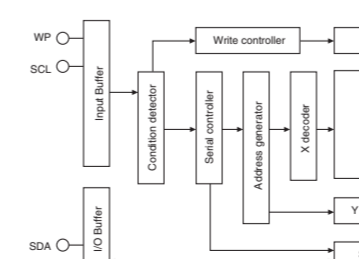 WP
SCL
SDA
Input Buffer
I/O Buffer
Condition detector
Write controller
Serial controller
Address generator
X decoder
Y